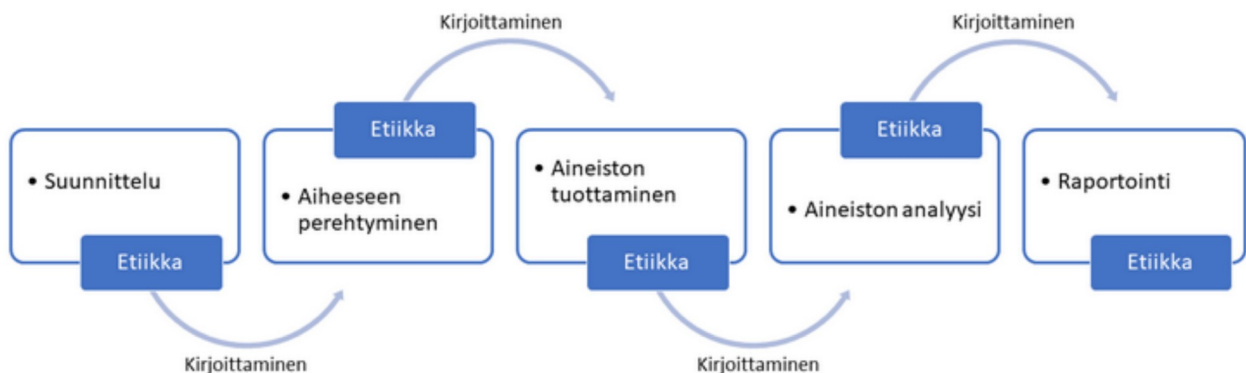 Kirjoittaminen
Kirjoittaminen
Etiikka
Etiikka
• Suunnittelu
• Aiheeseen
perehtyminen
• Aineiston
tuottaminen
• Aineiston analyysi
• Raportointi
Etiikka
Etiikka
Etiikka
Kirjoittaminen
Kirjoittaminen